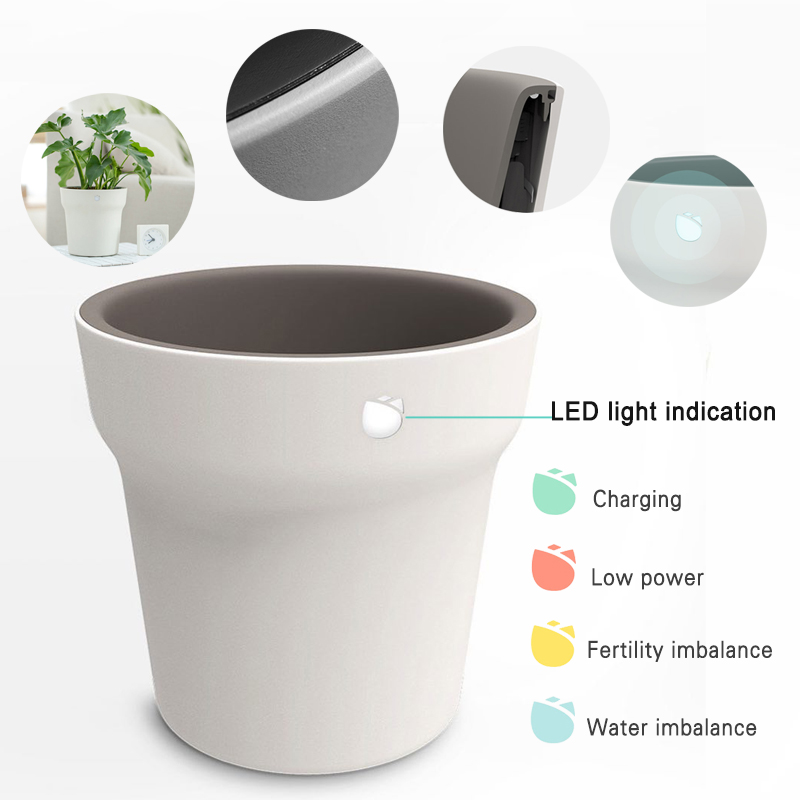 LED light indication
Charging
Low power
Fertility imbalance
Water imbalance